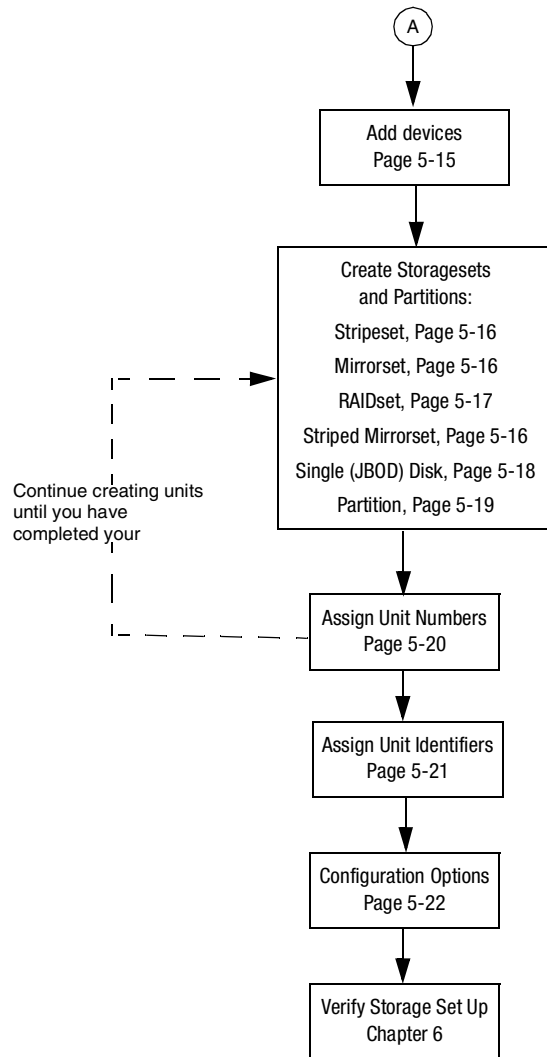 A
Add devices
Page 5-15
Create Storagesets
and Partitions:
Stripeset, Page 5-16
Mirrorset, Page 5-16
RAIDset, Page 5-17
Striped Mirrorset, Page 5-16
Single (JBOD) Disk, Page 5-18
Partition, Page 5-19
Continue creating units
until you have
completed your
Assign Unit Numbers
Page 5-20
Assign Unit Identifiers
Page 5-21
Configuration Options
Page 5-22
Verify Storage Set Up
Chapter 6